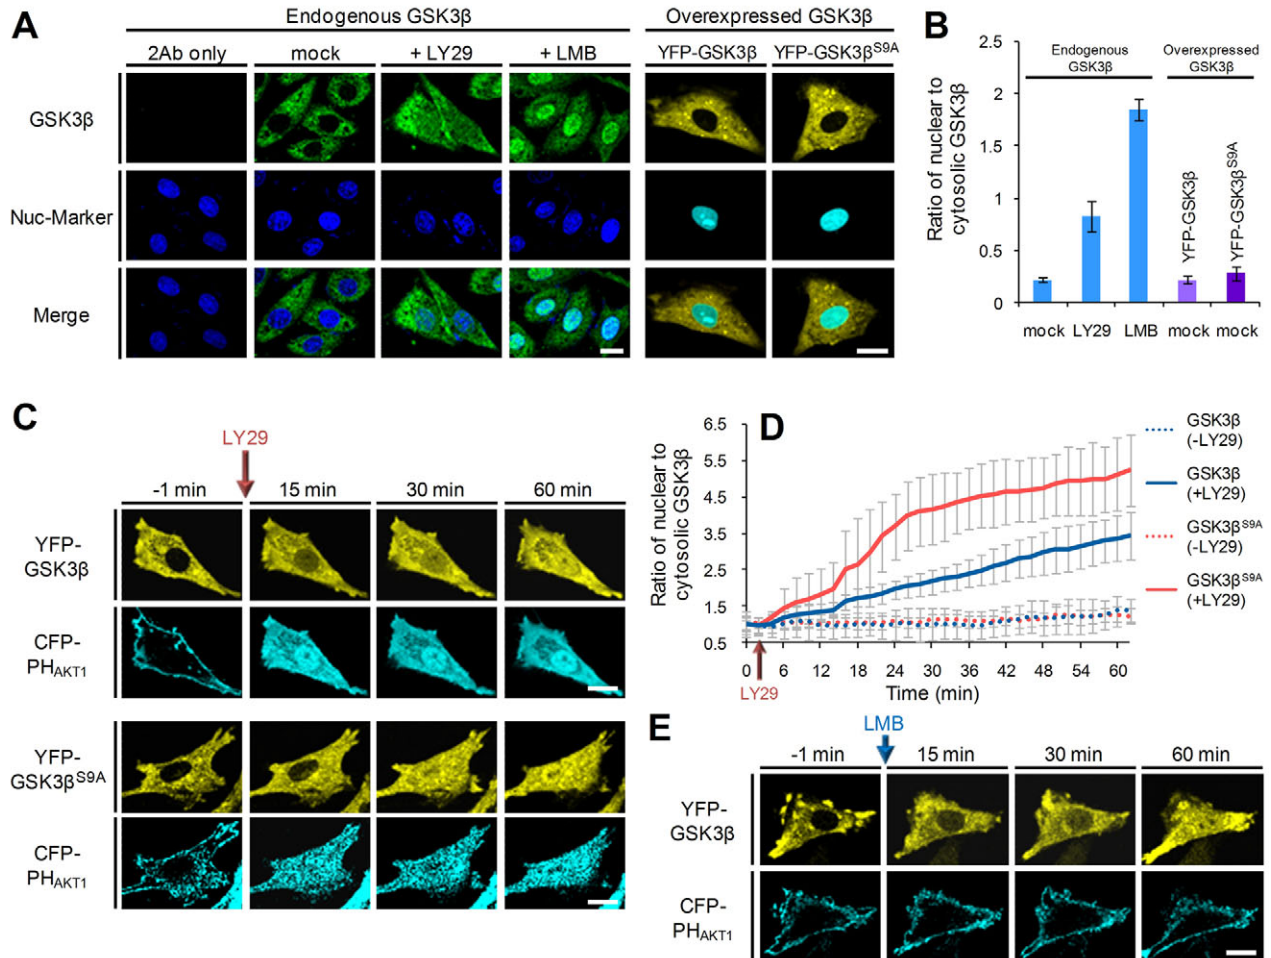 A
Endogenous GSK3β
Overexpressed GSK3β
2Ab only
mock
+ LY29
+ LMB
YFP-GSK3β
YFP-GSK3βS9A
GSK3β
Nuc-Marker
Merge
B
2.5
2
1.5
1
0.5
0
Ratio of nuclear to
cytosolic GSK3β
Endogenous
GSK3β
Overexpressed
GSK3β
YFP-GSK3β
YFP-GSK3βS9A
mock LY29 LMB mock mock
C
LY29
-1 min
15 min
30 min
60 min
YFP-
GSK3β
CFP-
PHAKT1
YFP-
GSK3βS9A
CFP-
PHAKT1
D
6.5
5.5
4.5
3.5
2.5
1.5
0.5
Ratio of nuclear to
cytosolic GSK3β
0 6 12 18 24 30 36 42 48 54 60
LY29
Time (min)
GSK3β
(-LY29)
GSK3β
(+LY29)
GSK3βS9A
(-LY29)
GSK3βS9A
(+LY29)
E
LMB
-1 min
15 min
30 min
60 min
YFP-
GSK3β
CFP-
PHAKT1